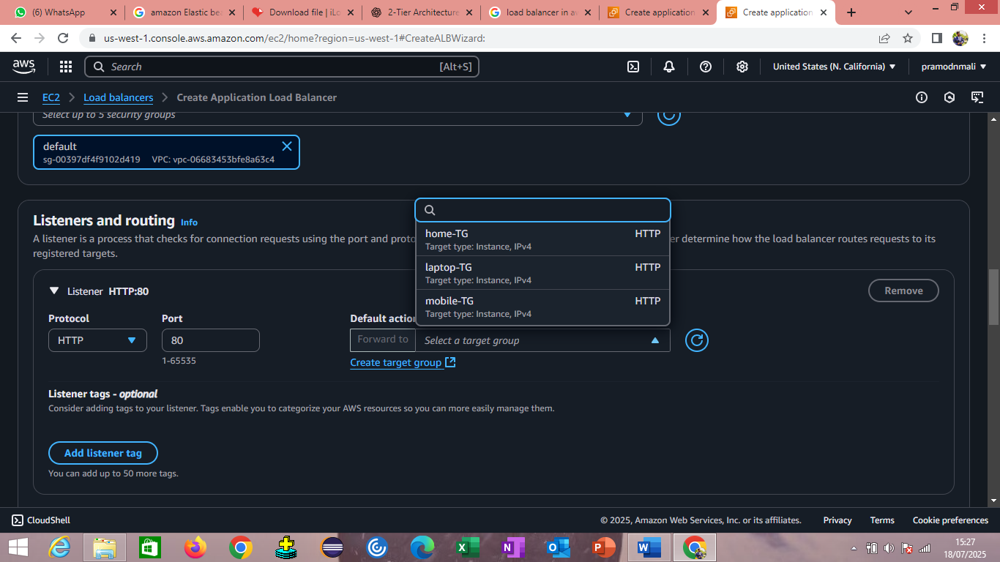 (6) WhatsApp
amazon Elastic bea
Download file | iLo
2-Tier Architecture
load balancer in aw
Create application
Create application
us-west-1.console.aws.amazon.com/ec2/home?region=us-west-1#CreateALBWizard:
aws
Search [Alt+S]
United States (N. California)
pramodnmali
EC2 > Load balancers > Create Application Load Balancer
Select up to 5 security groups
default
sg-00397df4f9102d419 VPC: vpc-06683453bfe8a63c4
Listeners and routing Info
A listener is a process that checks for connection requests using the port and proto
er determine how the load balancer routes requests to its
registered targets.
home-TG HTTP
Target type: Instance, IPv4
laptop-TG HTTP
Target type: Instance, IPv4
mobile-TG HTTP
Target type: Instance, IPv4
Listener HTTP:80
Remove
Protocol Port Default action
HTTP 80 Forward to Select a target group
1-65535
Create target group
Listener tags - optional
Consider adding tags to your listener. Tags enable you to categorize your AWS resources so you can more easily manage them.
Add listener tag
You can add up to 50 more tags.
CloudShell
© 2025, Amazon Web Services, Inc. or its affiliates. Privacy Terms Cookie preferences
15:27
18/07/2025